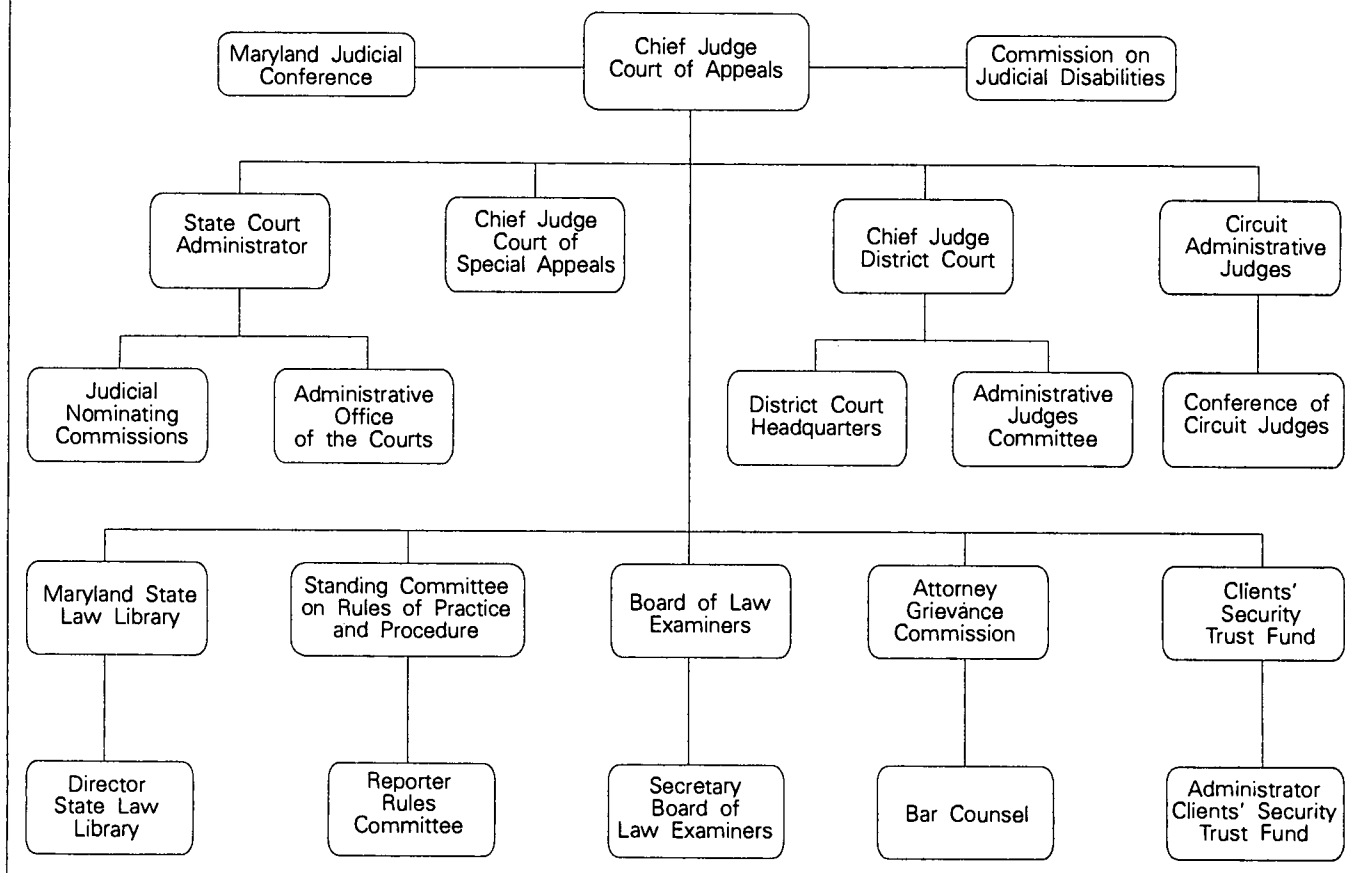 Maryland Judicial
Conference
Chief Judge
Court of Appeals
Commission on
Judicial Disabilities
State Court
Administrator
Chief Judge
Court of
Special Appeals
Chief Judge
District Court
Circuit
Administrative
Judges
Judicial
Nominating
Commissions
Administrative
Office
of the Courts
District Court
Headquarters
Administrative
Judges
Committee
Conference of
Circuit Judges
Maryland State
Law Library
Standing Committee
on Rules of Practice
and Procedure
Board of Law
Examiners
Attorney
Grievance
Commission
Clients'
Security
Trust Fund
Director
State Law
Library
Reporter
Rules
Committee
Secretary
Board of
Law Examiners
Bar Counsel
Administrator
Clients' Security
Trust Fund